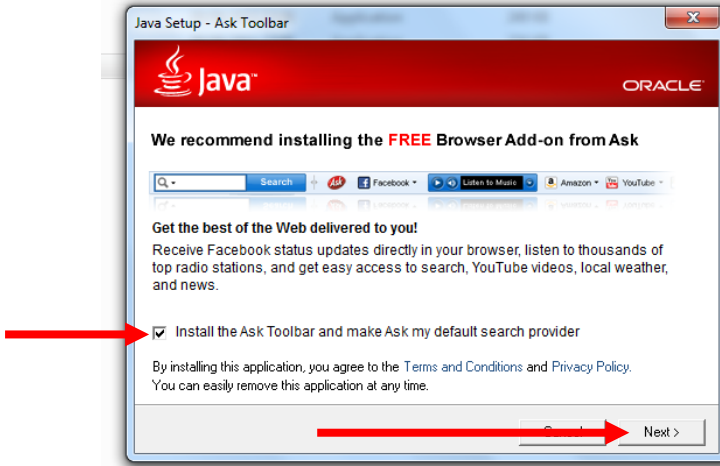 Java Setup - Ask Toolbar
Java™
ORACLE
We recommend installing the FREE Browser Add-on from Ask
Search Ask Facebook Listen to Music Amazon YouTube
Get the best of the Web delivered to you!
Receive Facebook status updates directly in your browser, listen to thousands of
top radio stations, and get easy access to search, YouTube videos, local weather,
and news.
Install the Ask Toolbar and make Ask my default search provider
By installing this application, you agree to the Terms and Conditions and Privacy Policy.
You can easily remove this application at any time.
Next >